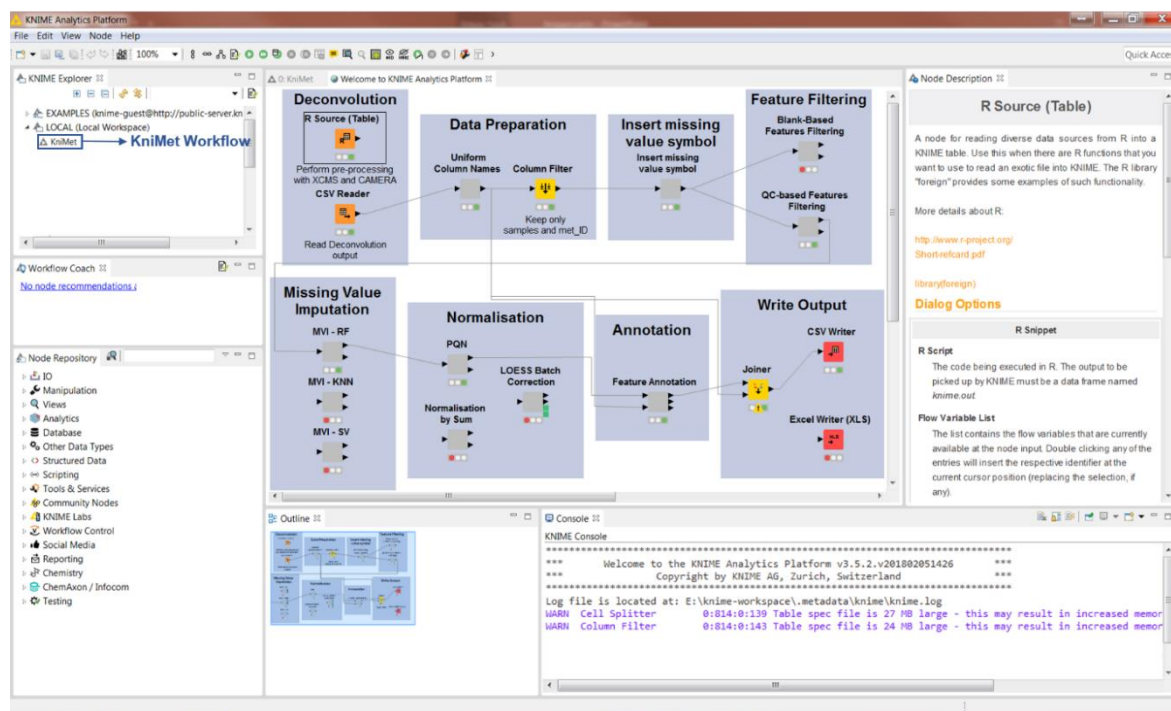 KNIME Analytics Platform
File Edit View Node Help
100%
Quick Acces
KNIME Explorer
EXAMPLES (knime-guest@http://public-server.kn
LOCAL (Local Workspace)
KniMet
KniMet Workflow
Workflow Coach
No node recommendations a
Node Repository
IO
Manipulation
Views
Analytics
Database
Other Data Types
Structured Data
Scripting
Tools & Services
Community Nodes
KNIME Labs
Workflow Control
Social Media
Reporting
Chemistry
ChemAxon / Infocom
Testing
0: KniMet
Welcome to KNIME Analytics Platform
Deconvolution
R Source (Table)
Perform pre-processing
with XCMS and CAMERA
CSV Reader
Read Deconvolution
output
Data Preparation
Uniform
Column Names
Column Filter
Keep only
samples and met_ID
Insert missing
value symbol
Insert missing
value symbol
Feature Filtering
Blank-Based
Features Filtering
QC-based Features
Filtering
Missing Value
Imputation
MVI - RF
MVI - KNN
MVI - SV
Normalisation
PQN
LOESS Batch
Correction
Normalisation
by Sum
Annotation
Feature Annotation
Write Output
CSV Writer
Joiner
Excel Writer (XLS)
XLS
Outline
Console
KNIME Console
***********************************************************************
*** Welcome to the KNIME Analytics Platform v3.5.2.v201802051426 ***
*** Copyright by KNIME AG, Zurich, Switzerland ***
***********************************************************************
Log file is located at: E:\knime-workspace\.metadata\knime\knime.log
WARN Cell Splitter 0:814:0:139 Table spec file is 27 MB large - this may result in increased memor
WARN Column Filter 0:814:0:143 Table spec file is 24 MB large - this may result in increased memor
Node Description
R Source (Table)
A node for reading diverse data sources from R into a
KNIME table. Use this when there are R functions that you
want to use to read an exotic file into KNIME. The R library
"foreign" provides some examples of such functionality.
More details about R:
http://www.r-project.org/
Short-refcard.pdf
library(foreign)
Dialog Options
R Snippet
R Script
The code being executed in R. The output to be
picked up by KNIME must be a data frame named
knime.out.
Flow Variable List
The list contains the flow variables that are currently
available at the node input. Double clicking any of the
entries will insert the respective identifier at the
current cursor position (replacing the selection, if
any).